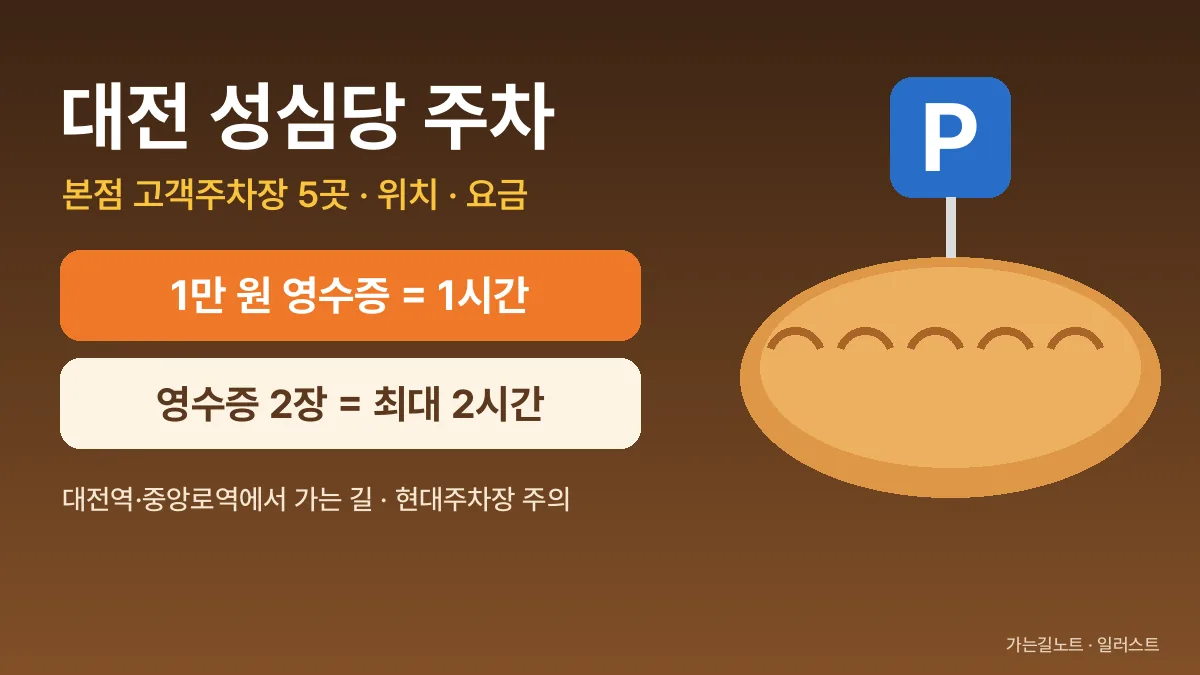 대전 성심당 주차
본점 고객주차장 5곳 · 위치 · 요금
1만 원 영수증 = 1시간
영수증 2장 = 최대 2시간
대전역·중앙로역에서 가는 길 · 현대주차장 주의
P
가는길노트 · 일러스트